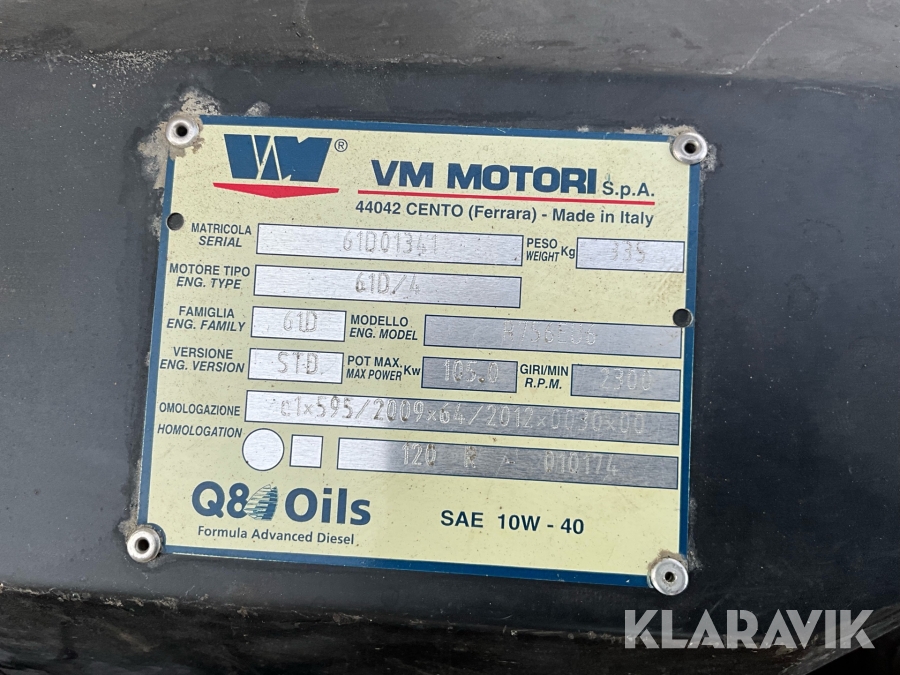 VM®
VM MOTORI S.p.A.
44042 CENTO (Ferrara) - Made in Italy
MATRICOLA SERIAL 61D01341 PESO WEIGHT Kg 335
MOTORE TIPO ENG. TYPE 61D/4
FAMIGLIA ENG. FAMILY 61D MODELLO ENG. MODEL
VERSIONE ENG. VERSION STD. POT MAX. MAX POWER Kw 105.0 GIRI/MIN R.P.M. 2300
OMOLOGAZIONE HOMOLOGATION e1×595/2009×64/2012×0030×00
120
Q8 Oils
Formula Advanced Diesel
SAE 10W - 40
KLARAVIK